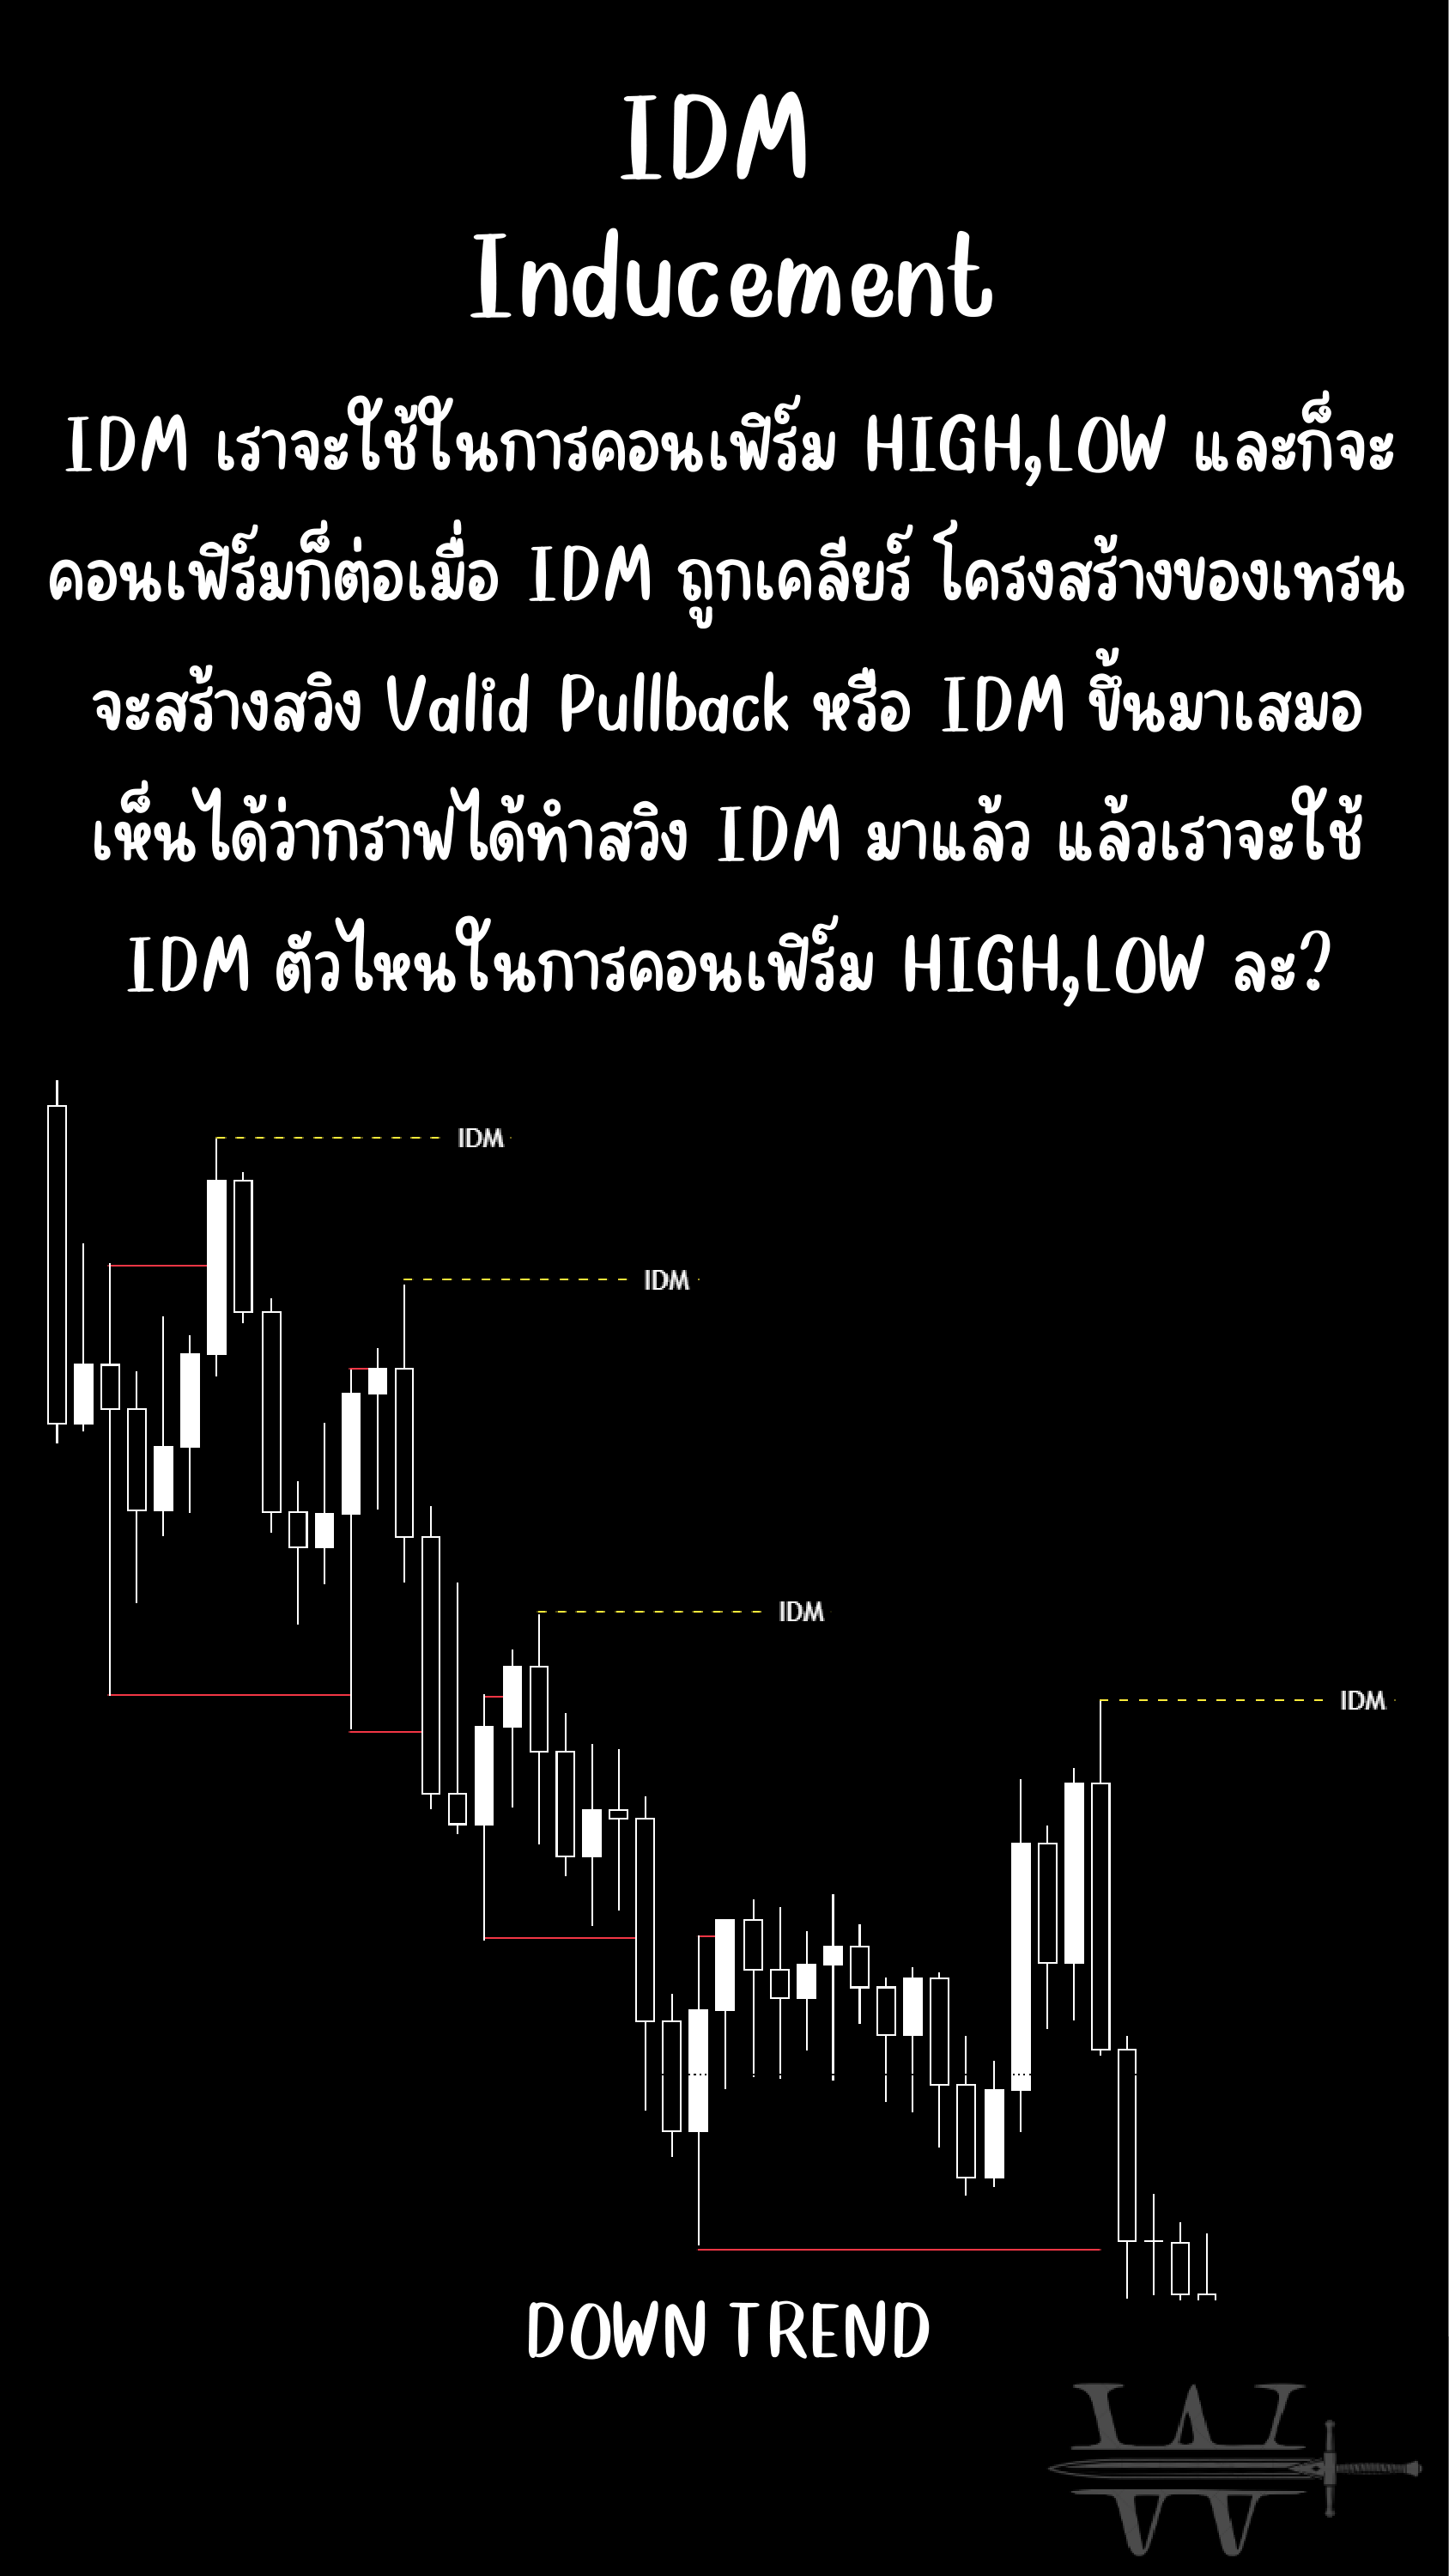 IDM
Inducement
IDM เราจะใช้ในการคอนเฟิร์ม HIGH,LOW และก็จะ
คอนเฟิร์มก็ต่อเมื่อ IDM ถูกเคลียร์ โครงสร้างของเทรน
จะสร้างสวิง Valid Pullback หรือ IDM ขึ้นมาเสมอ
เห็นได้ว่ากราฟได้ทำสวิง IDM มาแล้ว แล้วเราจะใช้
IDM ตัวไหนในการคอนเฟิร์ม HIGH,LOW ละ?
IDM
IDM
IDM
IDM
DOWN TREND
W